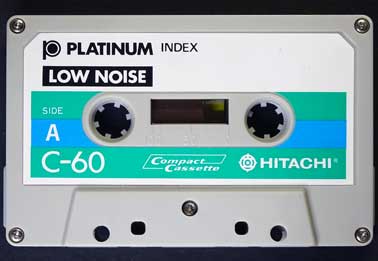 PLATINUM INDEX
LOW NOISE
SIDE
A
C-60
Compact
Cassette
HITACHI®